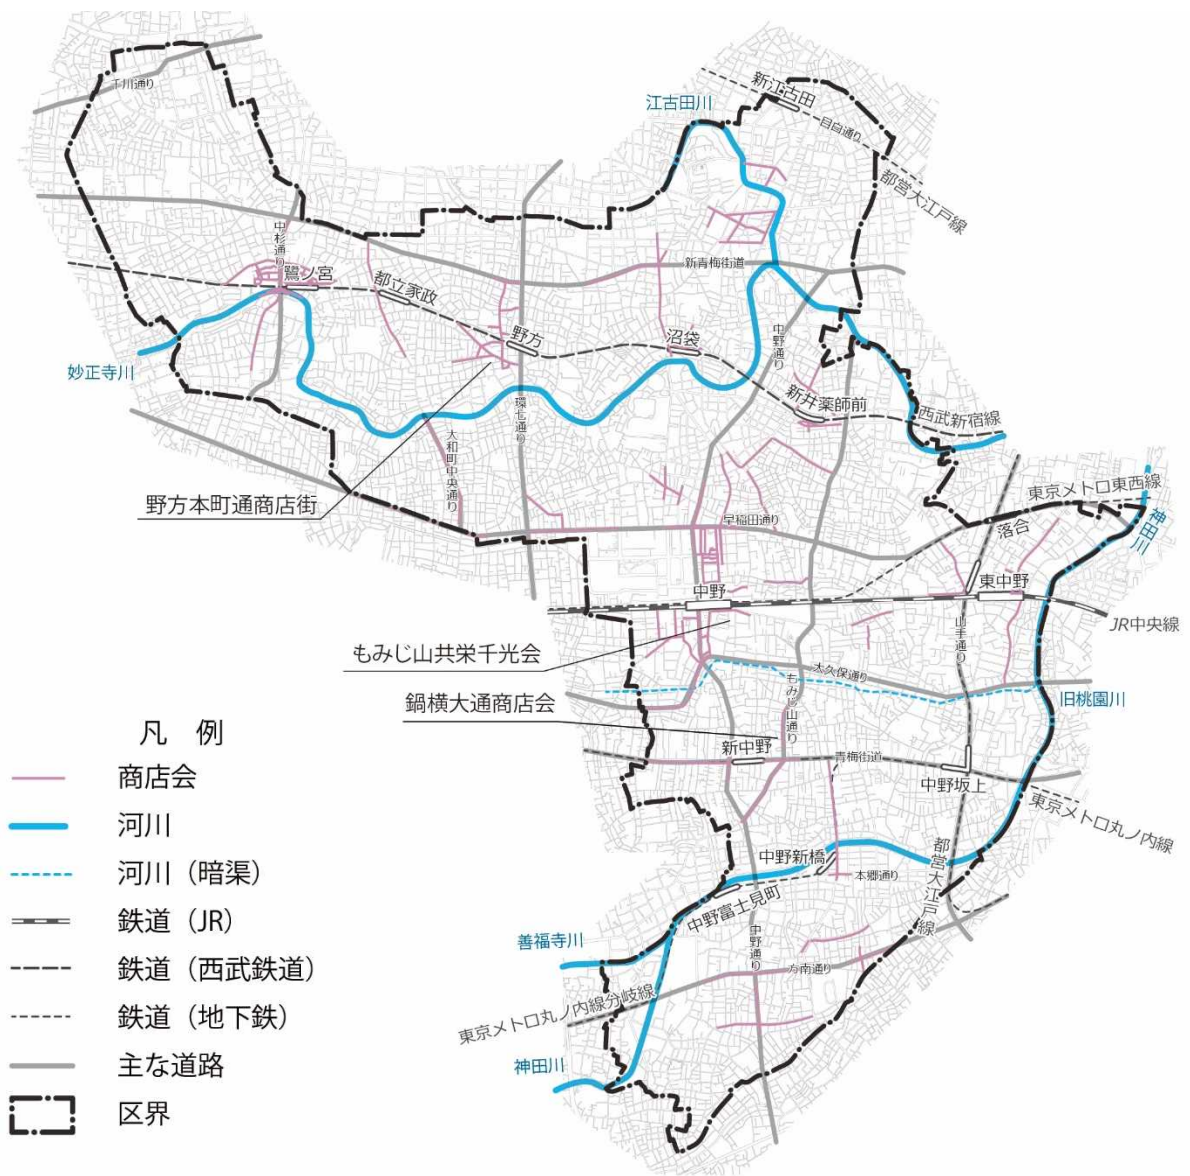 千川通り
新江古田
江古田川
目白通り
都営大江戸線
中杉通り
鷺ノ宮
都立家政
新青梅街道
野方
沼袋
中野通り
妙正寺川
新井薬師前
西武新宿線
環七通り
大和町中央通り
野方本町通商店街
早稲田通り
東京メトロ東西線
落合
神田川
中野
東中野
JR中央線
山手通り
もみじ山共栄千光会
大久保通り
もみじ山通り
鍋横大通商店会
旧桃園川
新中野
青梅街道
中野坂上
東京メトロ丸ノ内線
中野新橋
本郷通り
都営大江戸線
中野富士見町
善福寺川
中野通り
方南通り
東京メトロ丸ノ内線分岐線
神田川
凡 例
商店会
河川
河川（暗渠）
鉄道（JR）
鉄道（西武鉄道）
鉄道（地下鉄）
主な道路
区界